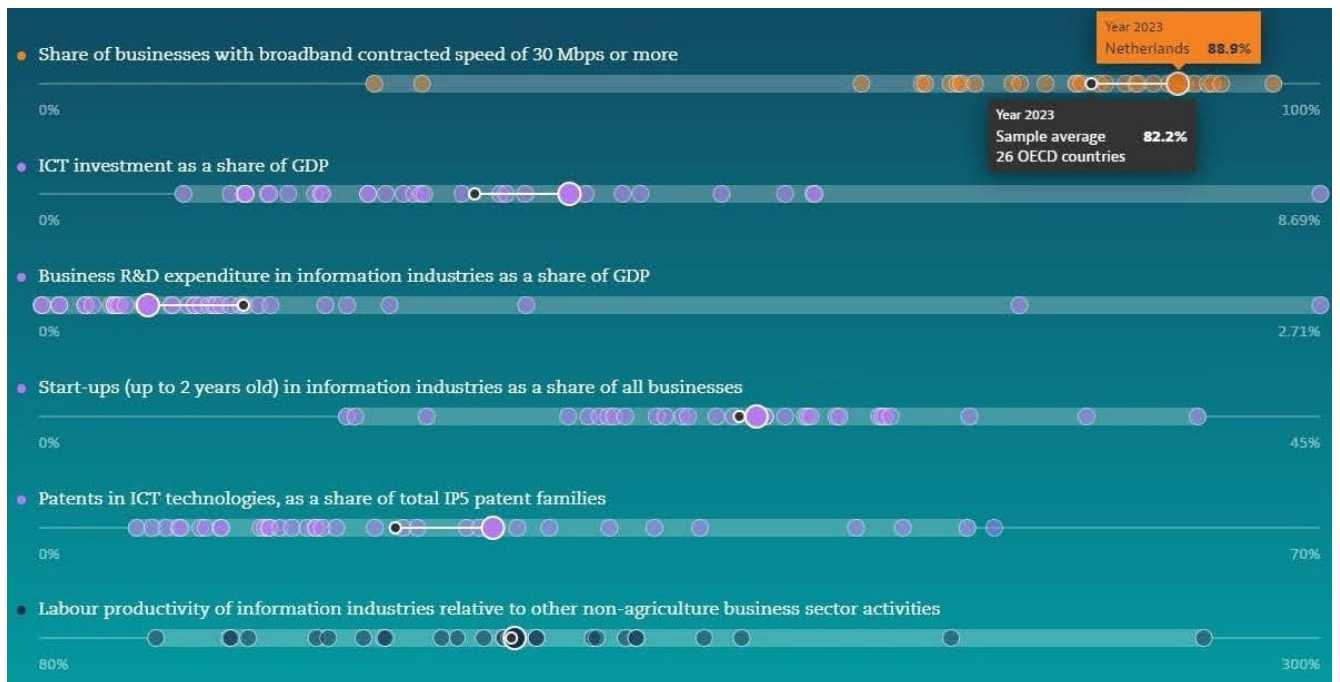 Year 2023
Netherlands 88.9%
Share of businesses with broadband contracted speed of 30 Mbps or more
0%
100%
Year 2023
Sample average 82.2%
26 OECD countries
ICT investment as a share of GDP
0%
8.69%
Business R&D expenditure in information industries as a share of GDP
0%
2.71%
Start-ups (up to 2 years old) in information industries as a share of all businesses
0%
45%
Patents in ICT technologies, as a share of total IP5 patent families
0%
70%
Labour productivity of information industries relative to other non-agriculture business sector activities
80%
300%